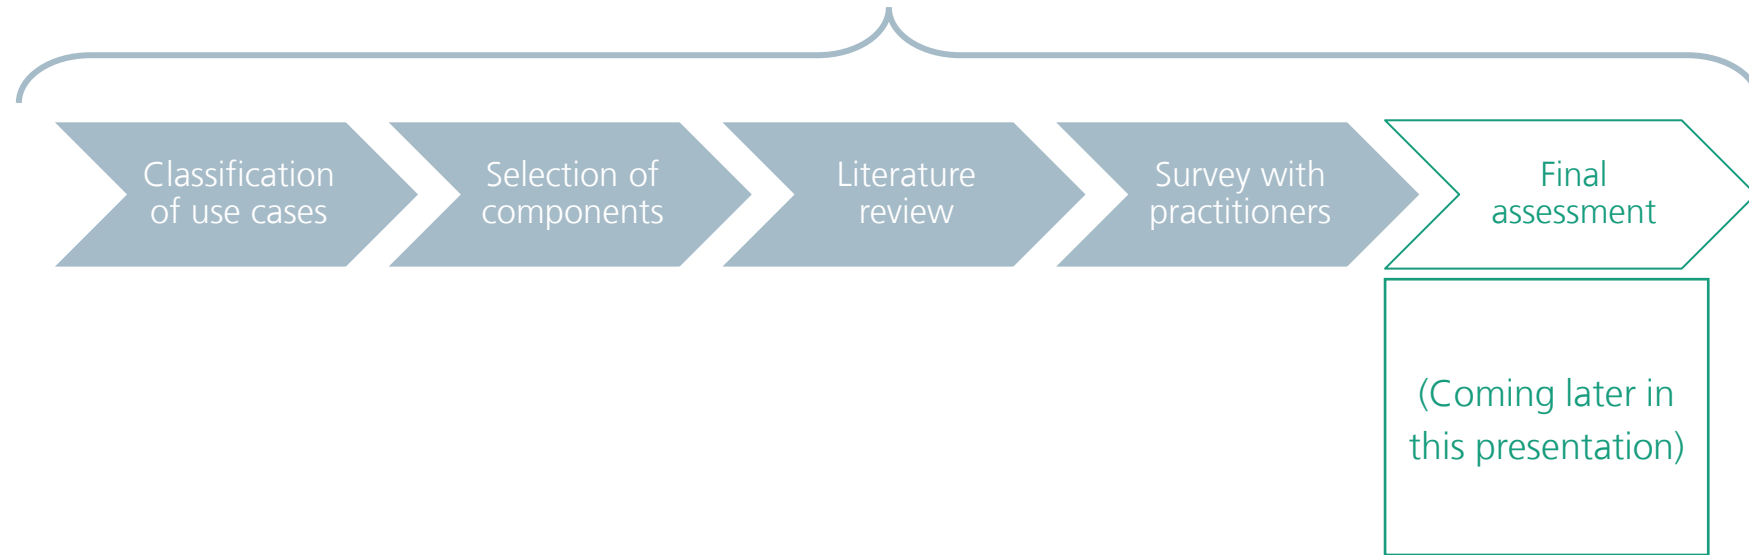 Classification
of use cases
Selection of
components
Literature
review
Survey with
practitioners
Final
assessment
(Coming later in
this presentation)